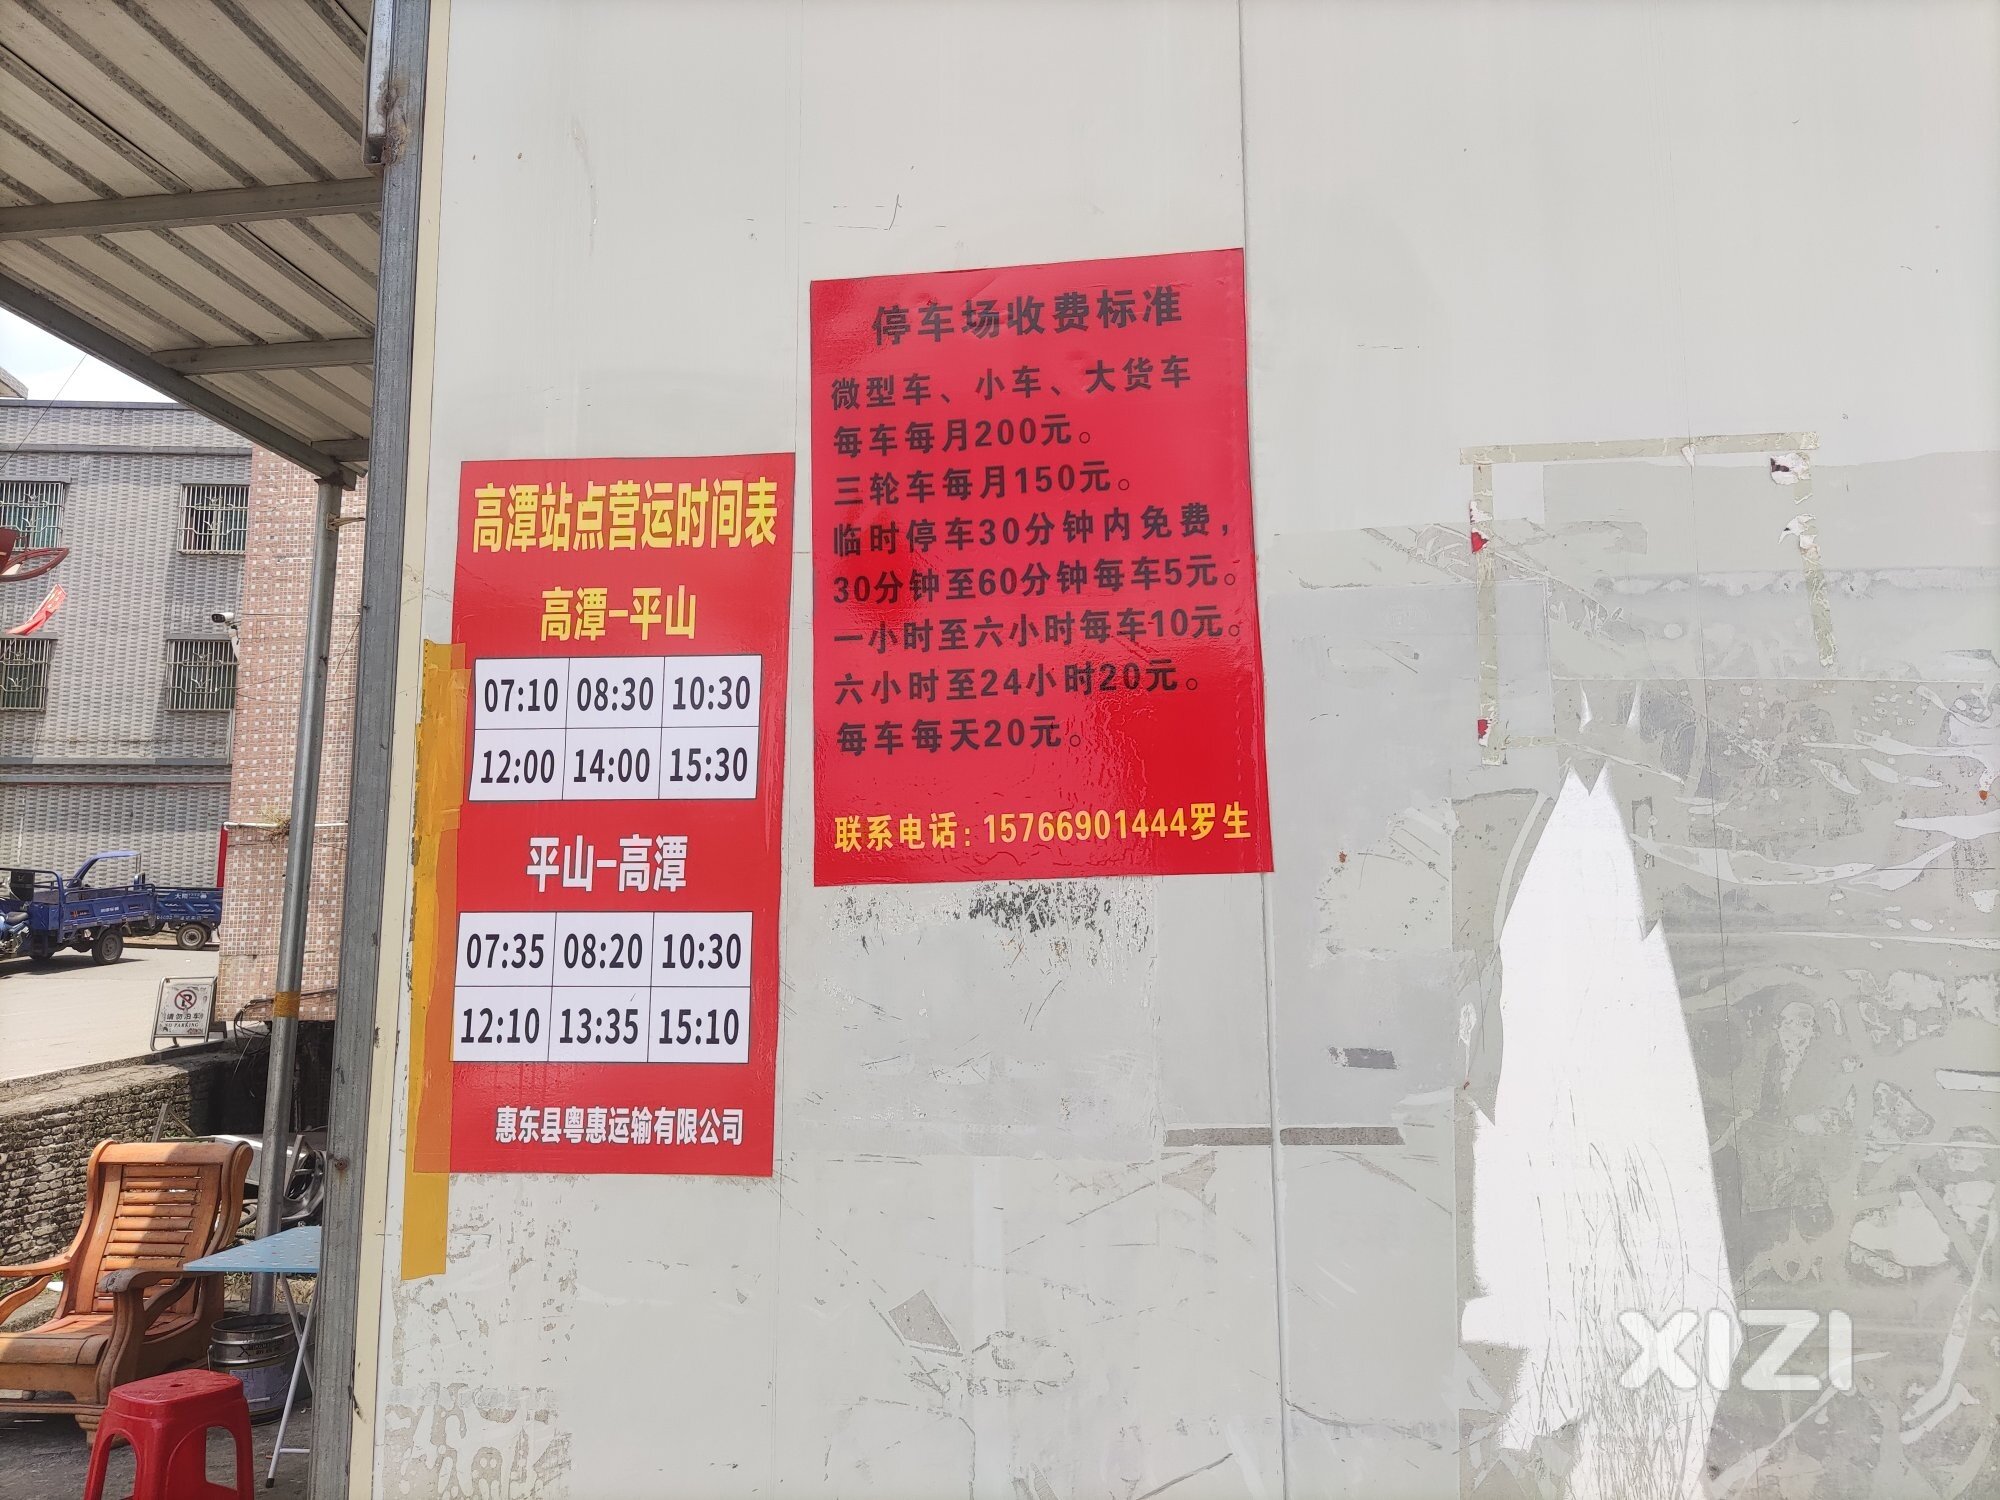 高潭站点营运时间表
高潭-平山
07:10 08:30 10:30
12:00 14:00 15:30
平山-高潭
07:35 08:20 10:30
12:10 13:35 15:10
惠东县粤惠运输有限公司
停车场收费标准
微型车、小车、大货车
每车每月200元。
三轮车每月150元。
临时停车30分钟内免费，
30分钟至60分钟每车5元。
一小时至六小时每车10元。
六小时至24小时20元。
每车每天20元。
联系电话：15766901444罗生
请勿泊车
NO PARKING
XIZI